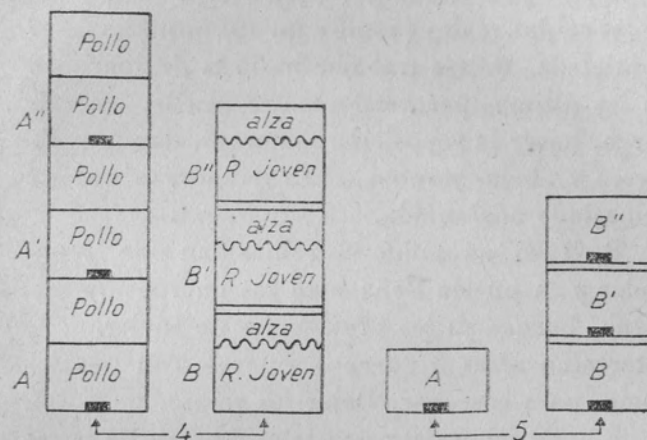 Pollo
A" Pollo
Pollo
A' Pollo
Pollo
A Pollo
alza
B" R Joven
alza
B' R. Joven
alza
B R. Joven
4
A
B"
B'
B
5